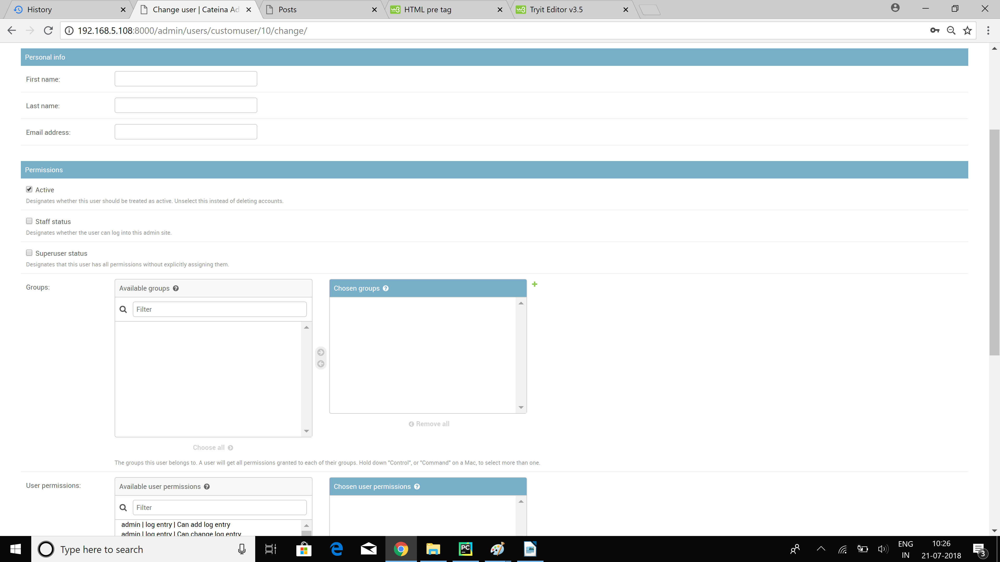 History
Change user | Cateina Ad
Posts
HTML pre tag
Tryit Editor v3.5
192.168.5.108:8000/admin/users/customuser/10/change/
Personal info
First name:
Last name:
Email address:
Permissions
Active
Designates whether this user should be treated as active. Unselect this instead of deleting accounts.
Staff status
Designates whether the user can log into this admin site.
Superuser status
Designates that this user has all permissions without explicitly assigning them.
Groups:
Available groups
Filter
Choose all
Chosen groups
Remove all
The groups this user belongs to. A user will get all permissions granted to each of their groups. Hold down "Control", or "Command" on a Mac, to select more than one.
User permissions:
Available user permissions
Filter
admin | log entry | Can add log entry
admin | log entry | Can change log entry
Chosen user permissions
Type here to search
PC
ENG
IN
10:26
21-07-2018
3